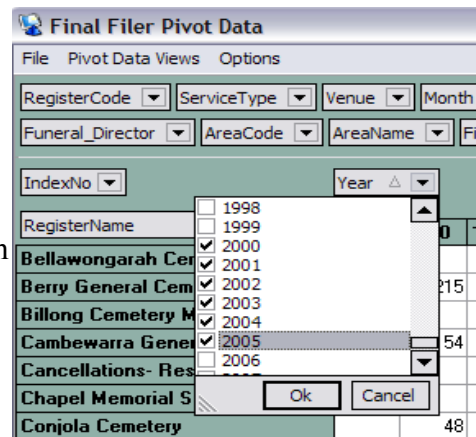 Final Filer Pivot Data
File Pivot Data Views Options
RegisterCode ServiceType Venue Month
Funeral_Director AreaCode AreaName
IndexNo Year
1998
RegisterName 1999
2000
Bellawongarah 2001
Berry General Cem 2002 215
2003
Billong Cemetery 2004
Cambewarra 2005 54
2006
Cancellations-
Chapel Memorial S Ok Cancel
Conjola Cemetery 48